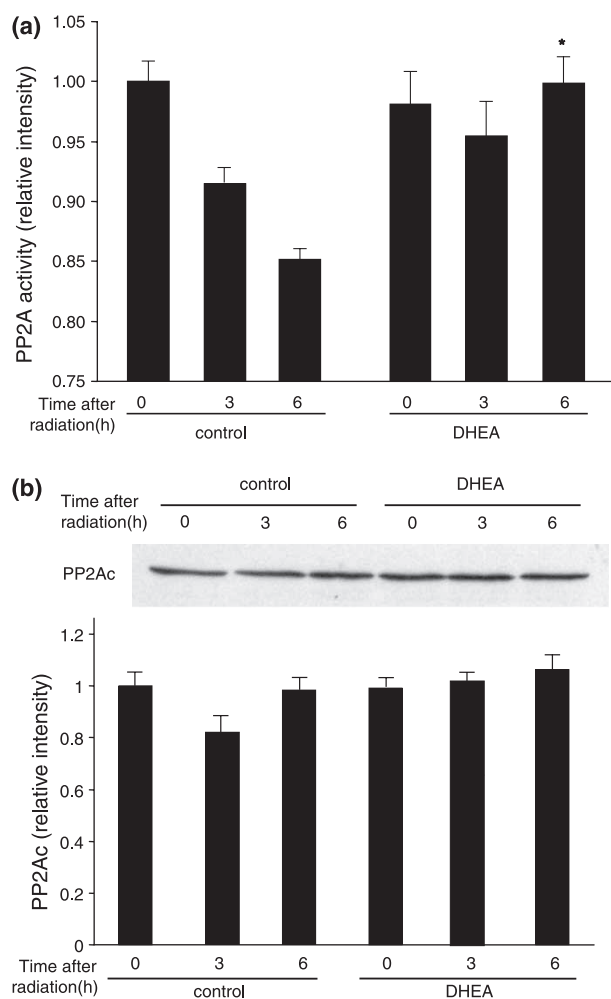 (a)
PP2A activity (relative intensity)
1.05
1.00
0.95
0.90
0.85
0.80
0.75
*
Time after radiation(h)
0 3 6 0 3 6
control DHEA
(b)
control DHEA
Time after radiation(h)
0 3 6 0 3 6
PP2Ac
PP2Ac (relative intensity)
1.2
1
0.8
0.6
0.4
0.2
0
Time after radiation(h)
0 3 6 0 3 6
control DHEA